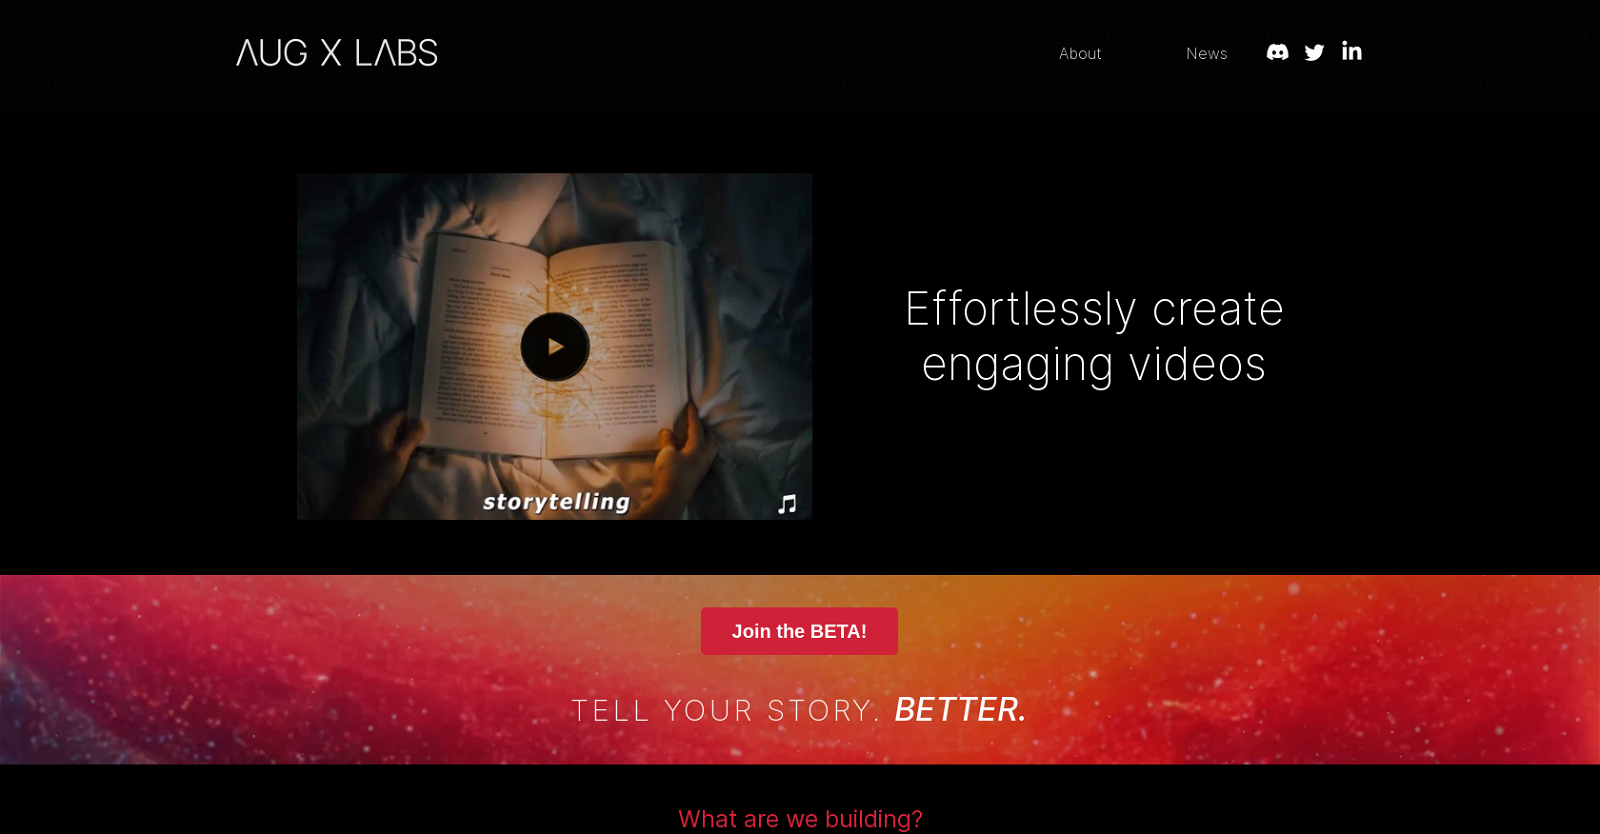 AUG X LABS
About
News
storytelling
Effortlessly create
engaging videos
Join the BETA!
TELL YOUR STORY. BETTER.
What are we building?